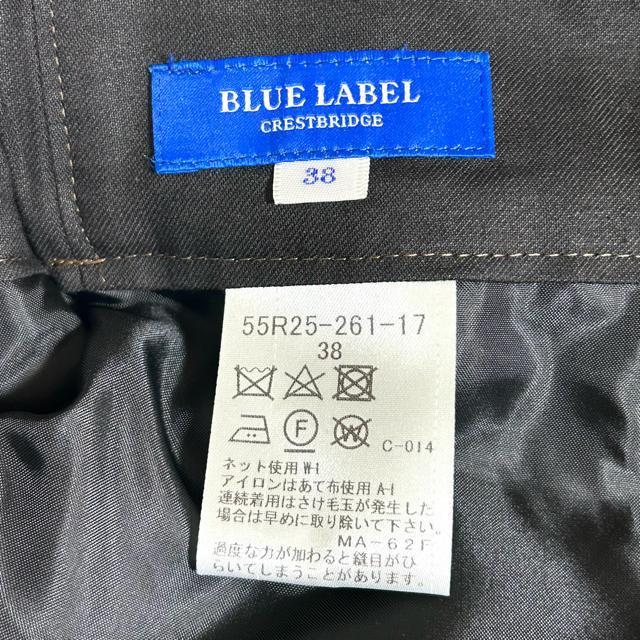 BLUE LABEL
CRESTBRIDGE
38
55R25-261-17
38
F
W
C-014
ネット使用W-I
アイロンはあて布使用A-I
連続着用はさけ毛玉が発生した
場合は早めに取り除いて下さい。
MA-62F
過度な力が加わると縫目がひ
らいてしまうことがあります。